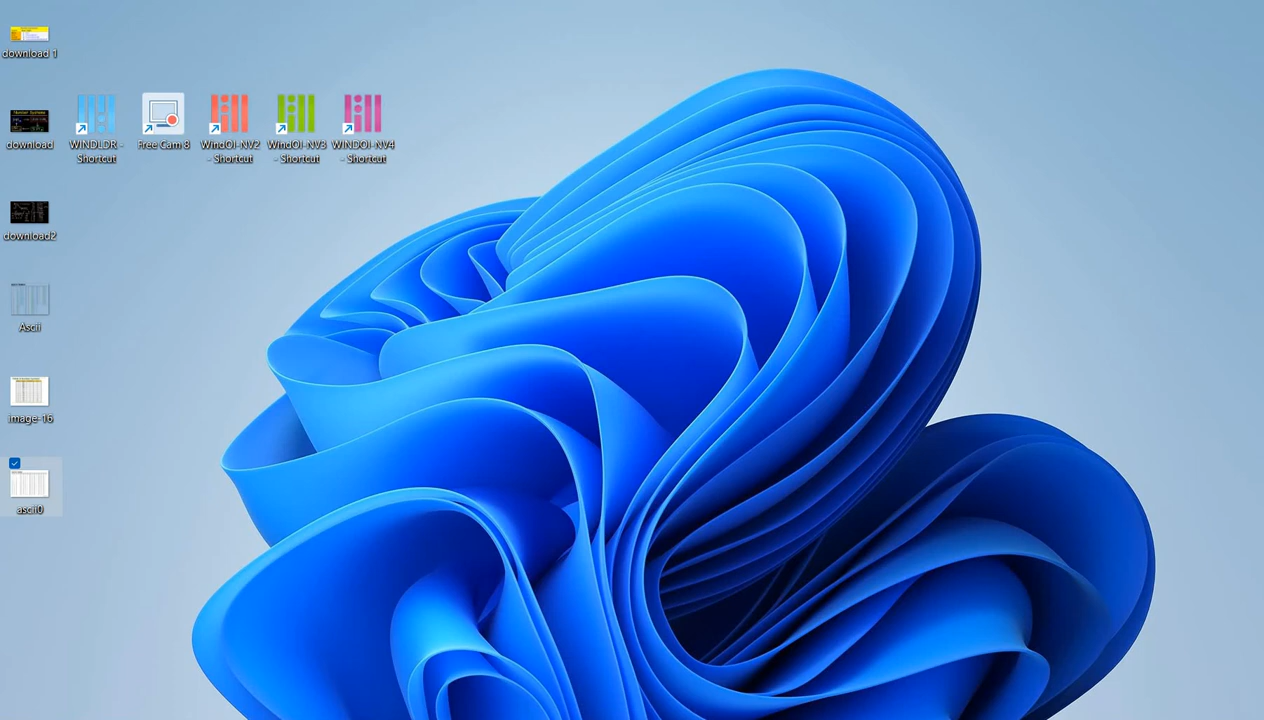 download 1
download
WINDLDR -
Shortcut
Free Cam 8
WindOI-NV2
- Shortcut
WindOI-NV3
- Shortcut
WINDOI-NV4
- Shortcut
download2
Ascii
image-16
ascii0